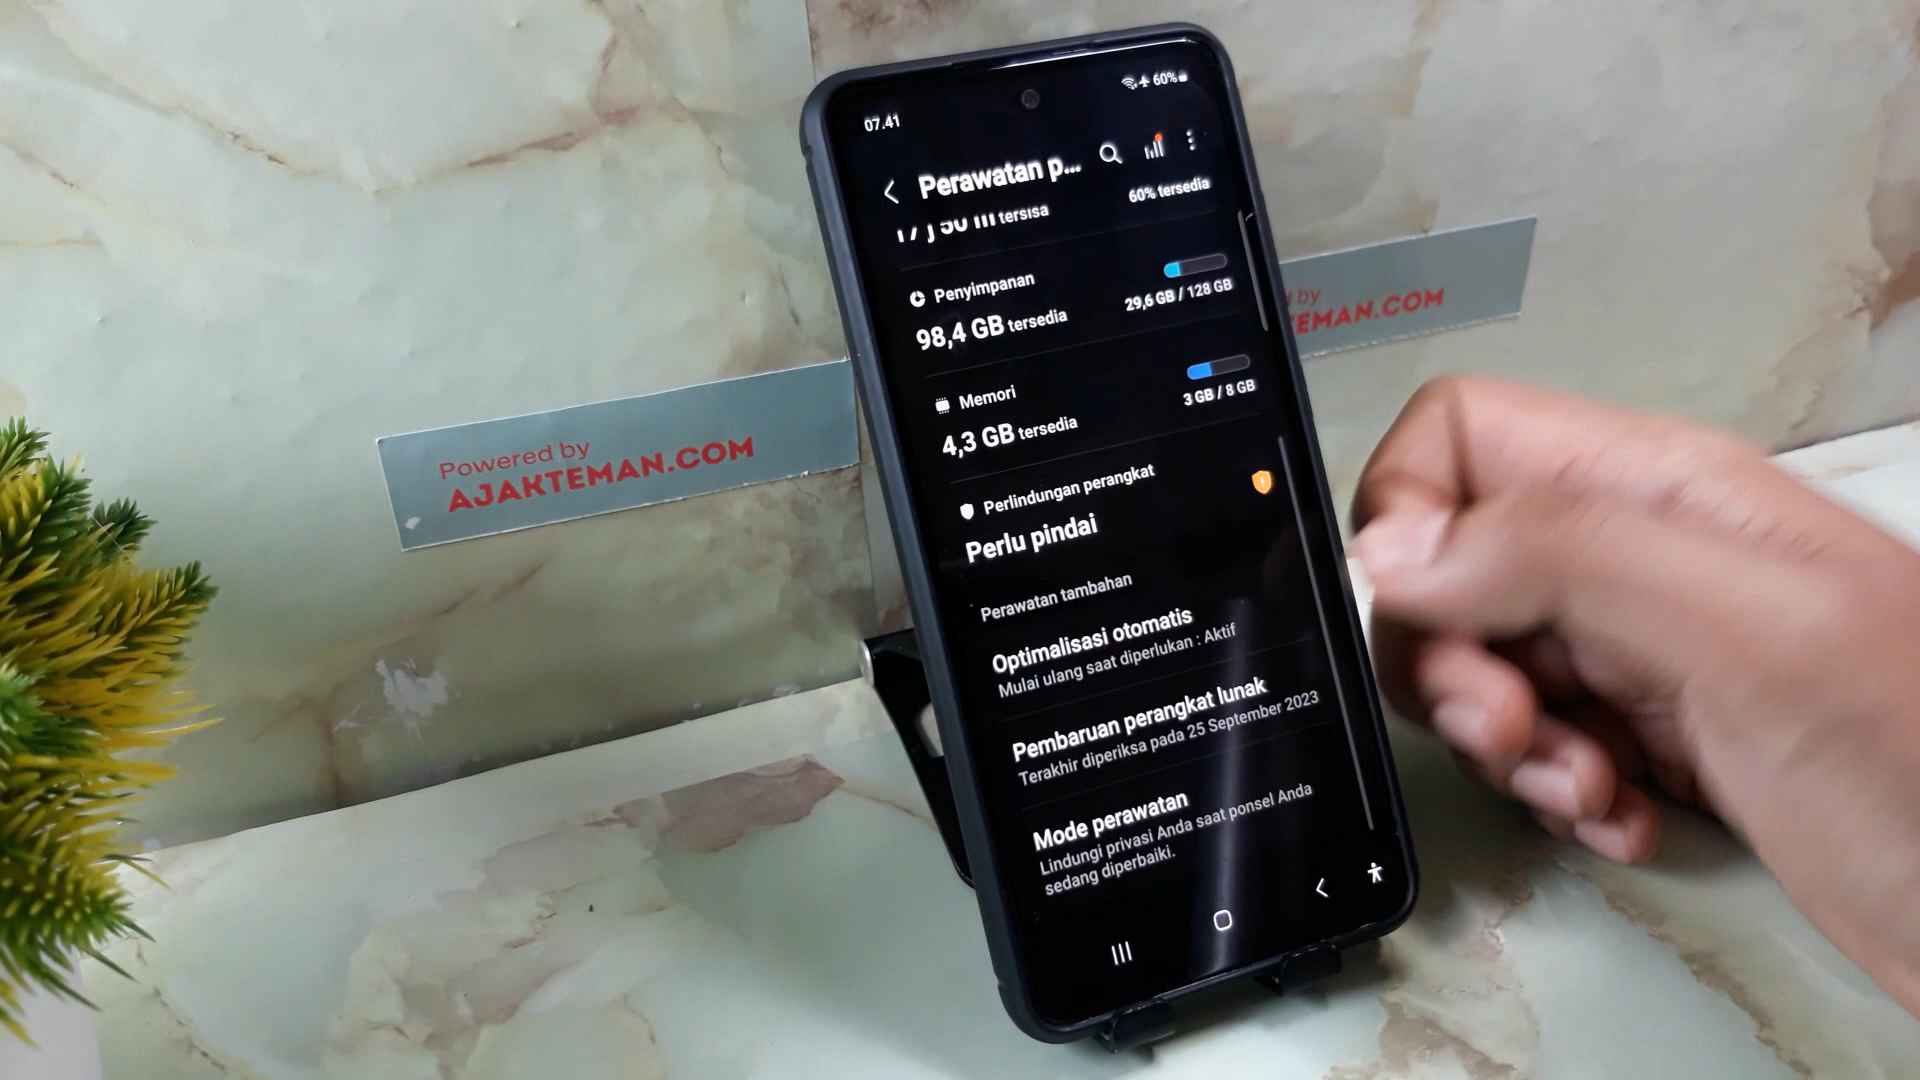 07.41
60%
Perawatan p...
tersisa
60% tersedia
Penyimpanan
98,4 GB tersedia
29,6 GB / 128 GB
Memori
4,3 GB tersedia
3 GB / 8 GB
Perlindungan perangkat
Perlu pindai
Perawatan tambahan
Optimalisasi otomatis
Mulai ulang saat diperlukan : Aktif
Pembaruan perangkat lunak
Terakhir diperiksa pada 25 September 2023
Mode perawatan
Lindungi privasi Anda saat ponsel Anda
sedang diperbaiki.
Powered by
AJAKTEMAN.COM
by
TEMAN.COM